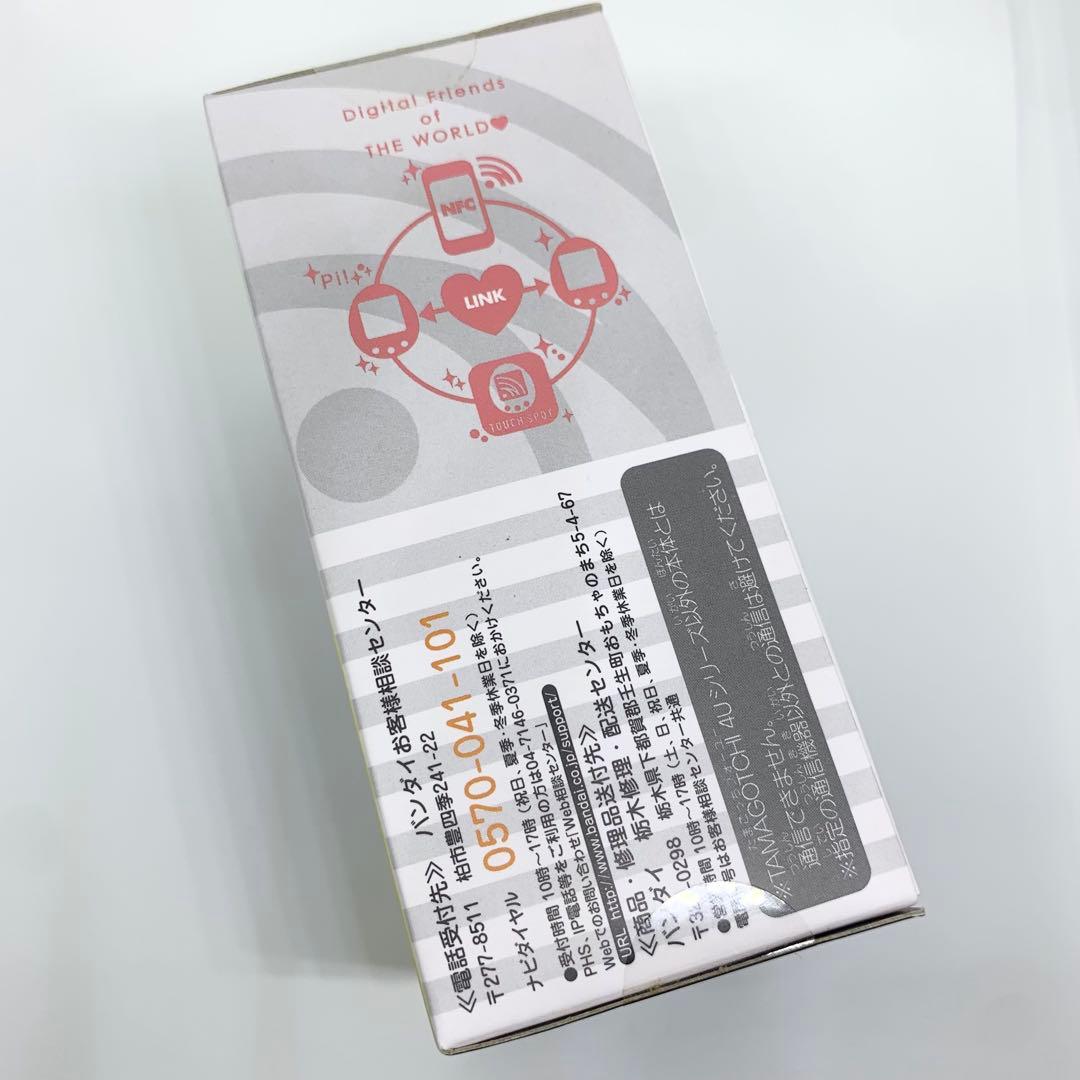 Digital Friends
of
THE WORLD♥
NFC
Pi!
LINK
TOUCH SPOT
≪電話受付先≫ バンダイお客様相談センター
〒277-8511 柏市豊四季241-22
ナビダイヤル 0570-041-101
●受付時間 10時〜17時(祝日、夏季・冬季休業日を除く)
PHS、IP電話等をご利用の方は04-7146-0371におかけください。
Webでのお問い合わせ「Web相談センター」
URL http://www.bandai.co.jp/support/
≪商品・修理品送付先≫
バンダイ 栃木修理・配送センター
〒32 -0298 栃木県下都賀郡壬生町おもちゃのまち5-4-67
時間 10時〜17時(土、日、祝日、夏季・冬季休業日を除く)
号はお客様相談センター共通
※TAMAGOTCHI 4Uシリーズ以外の本体とは
通信できません。
※指定の通信機器以外との通信は避けてください。